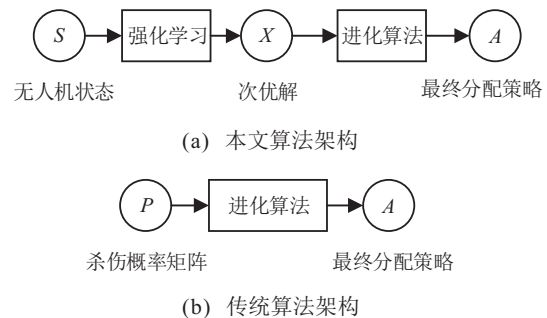 S 强化学习 X 进化算法 A
无人机状态 次优解 最终分配策略
(a) 本文算法架构
P 进化算法 A
杀伤概率矩阵 最终分配策略
(b) 传统算法架构